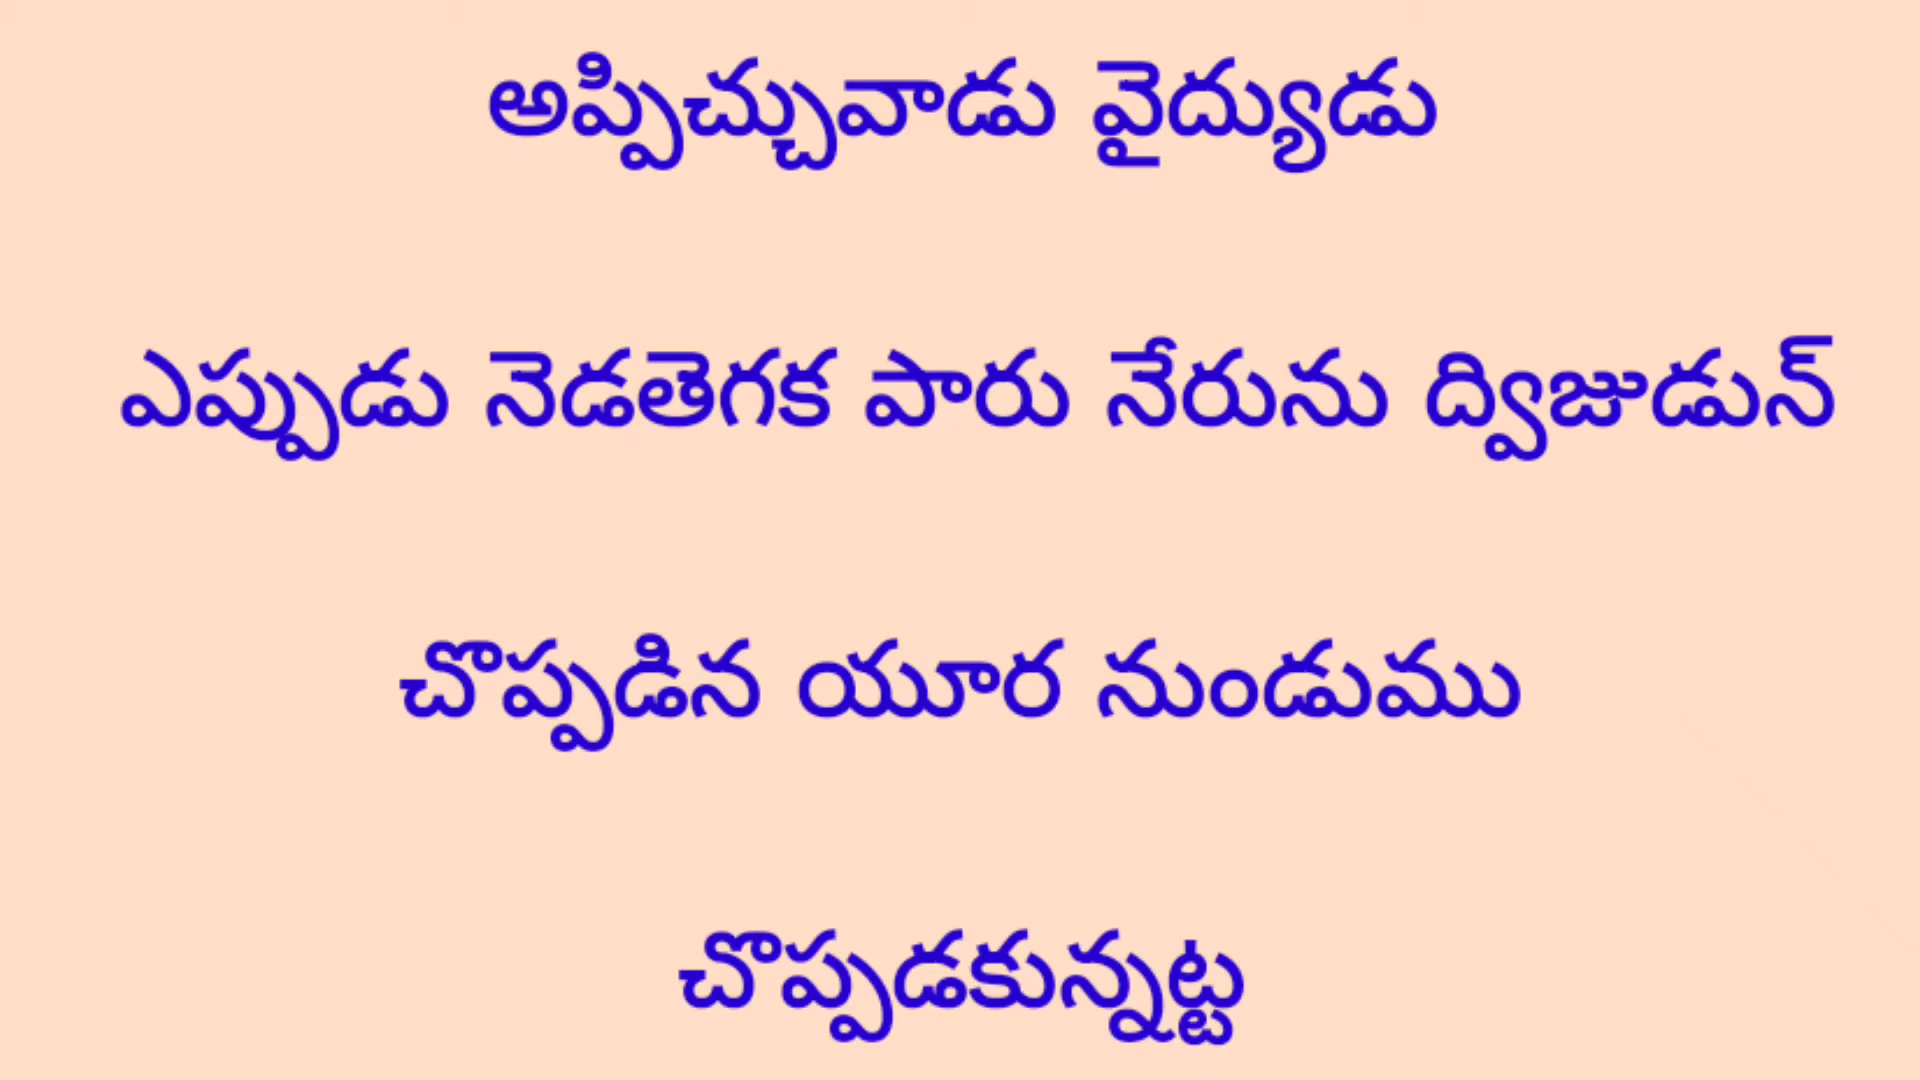 అప్పిచ్చువాడు వైద్యుడు
ఎప్పుడు నెడతెగక పారు నేరును ద్విజుడున్
చొప్పడిన యూర నుండుము
చొప్పడకున్నట్ట